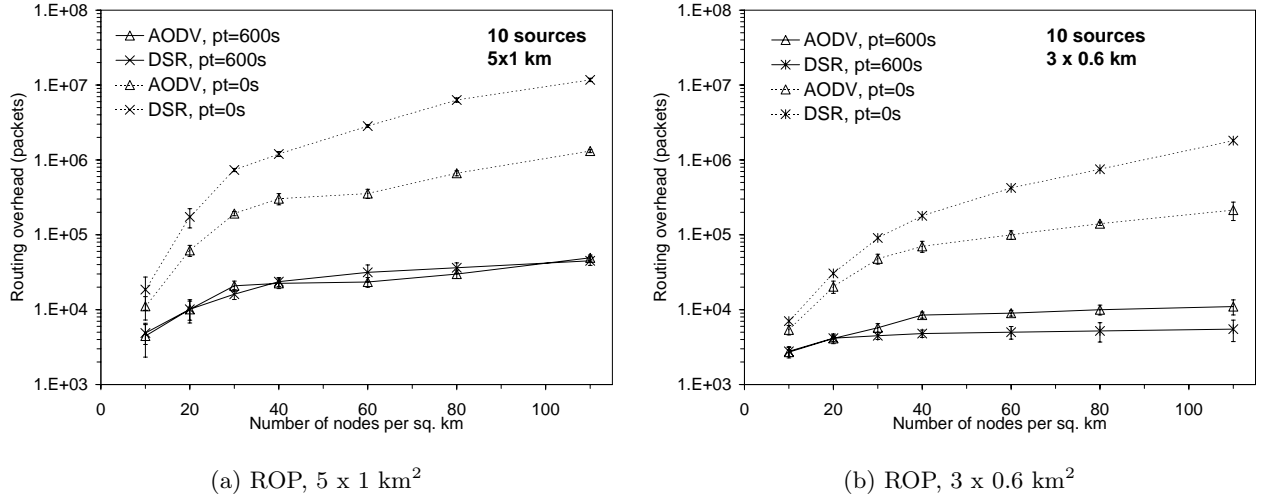 1.E+08
1.E+07
1.E+06
1.E+05
1.E+04
1.E+03
Routing overhead (packets)
AODV, pt=600s
DSR, pt=600s
AODV, pt=0s
DSR, pt=0s
10 sources
5x1 km
0 20 40 60 80 100
Number of nodes per sq. km
(a) ROP, 5 x 1 km²
1.E+08
1.E+07
1.E+06
1.E+05
1.E+04
1.E+03
Routing overhead (packets)
AODV, pt=600s
DSR, pt=600s
AODV, pt=0s
DSR, pt=0s
10 sources
3 x 0.6 km
0 20 40 60 80 100
Number of nodes per sq. km
(b) ROP, 3 x 0.6 km²